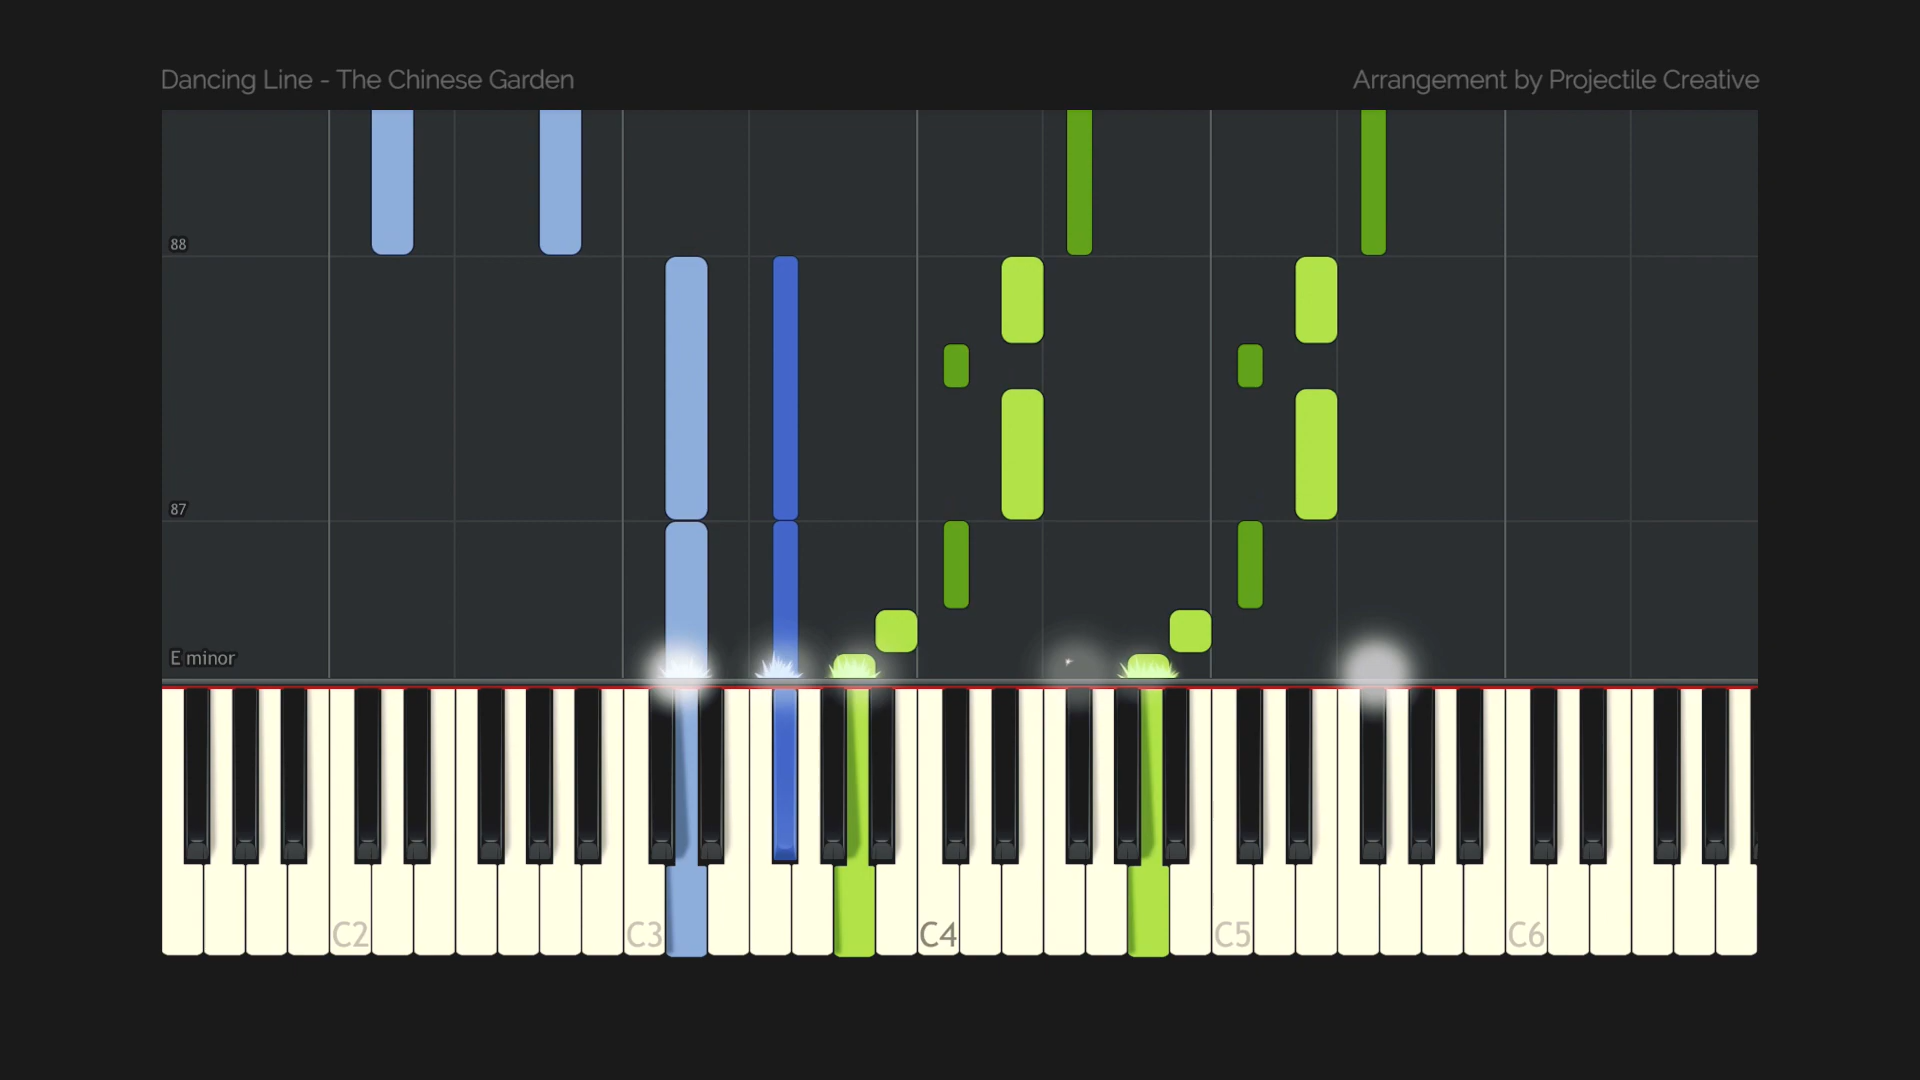 Dancing Line - The Chinese Garden
Arrangement by Projectile Creative
88
87
E minor
C2
C3
C4
C5
C6